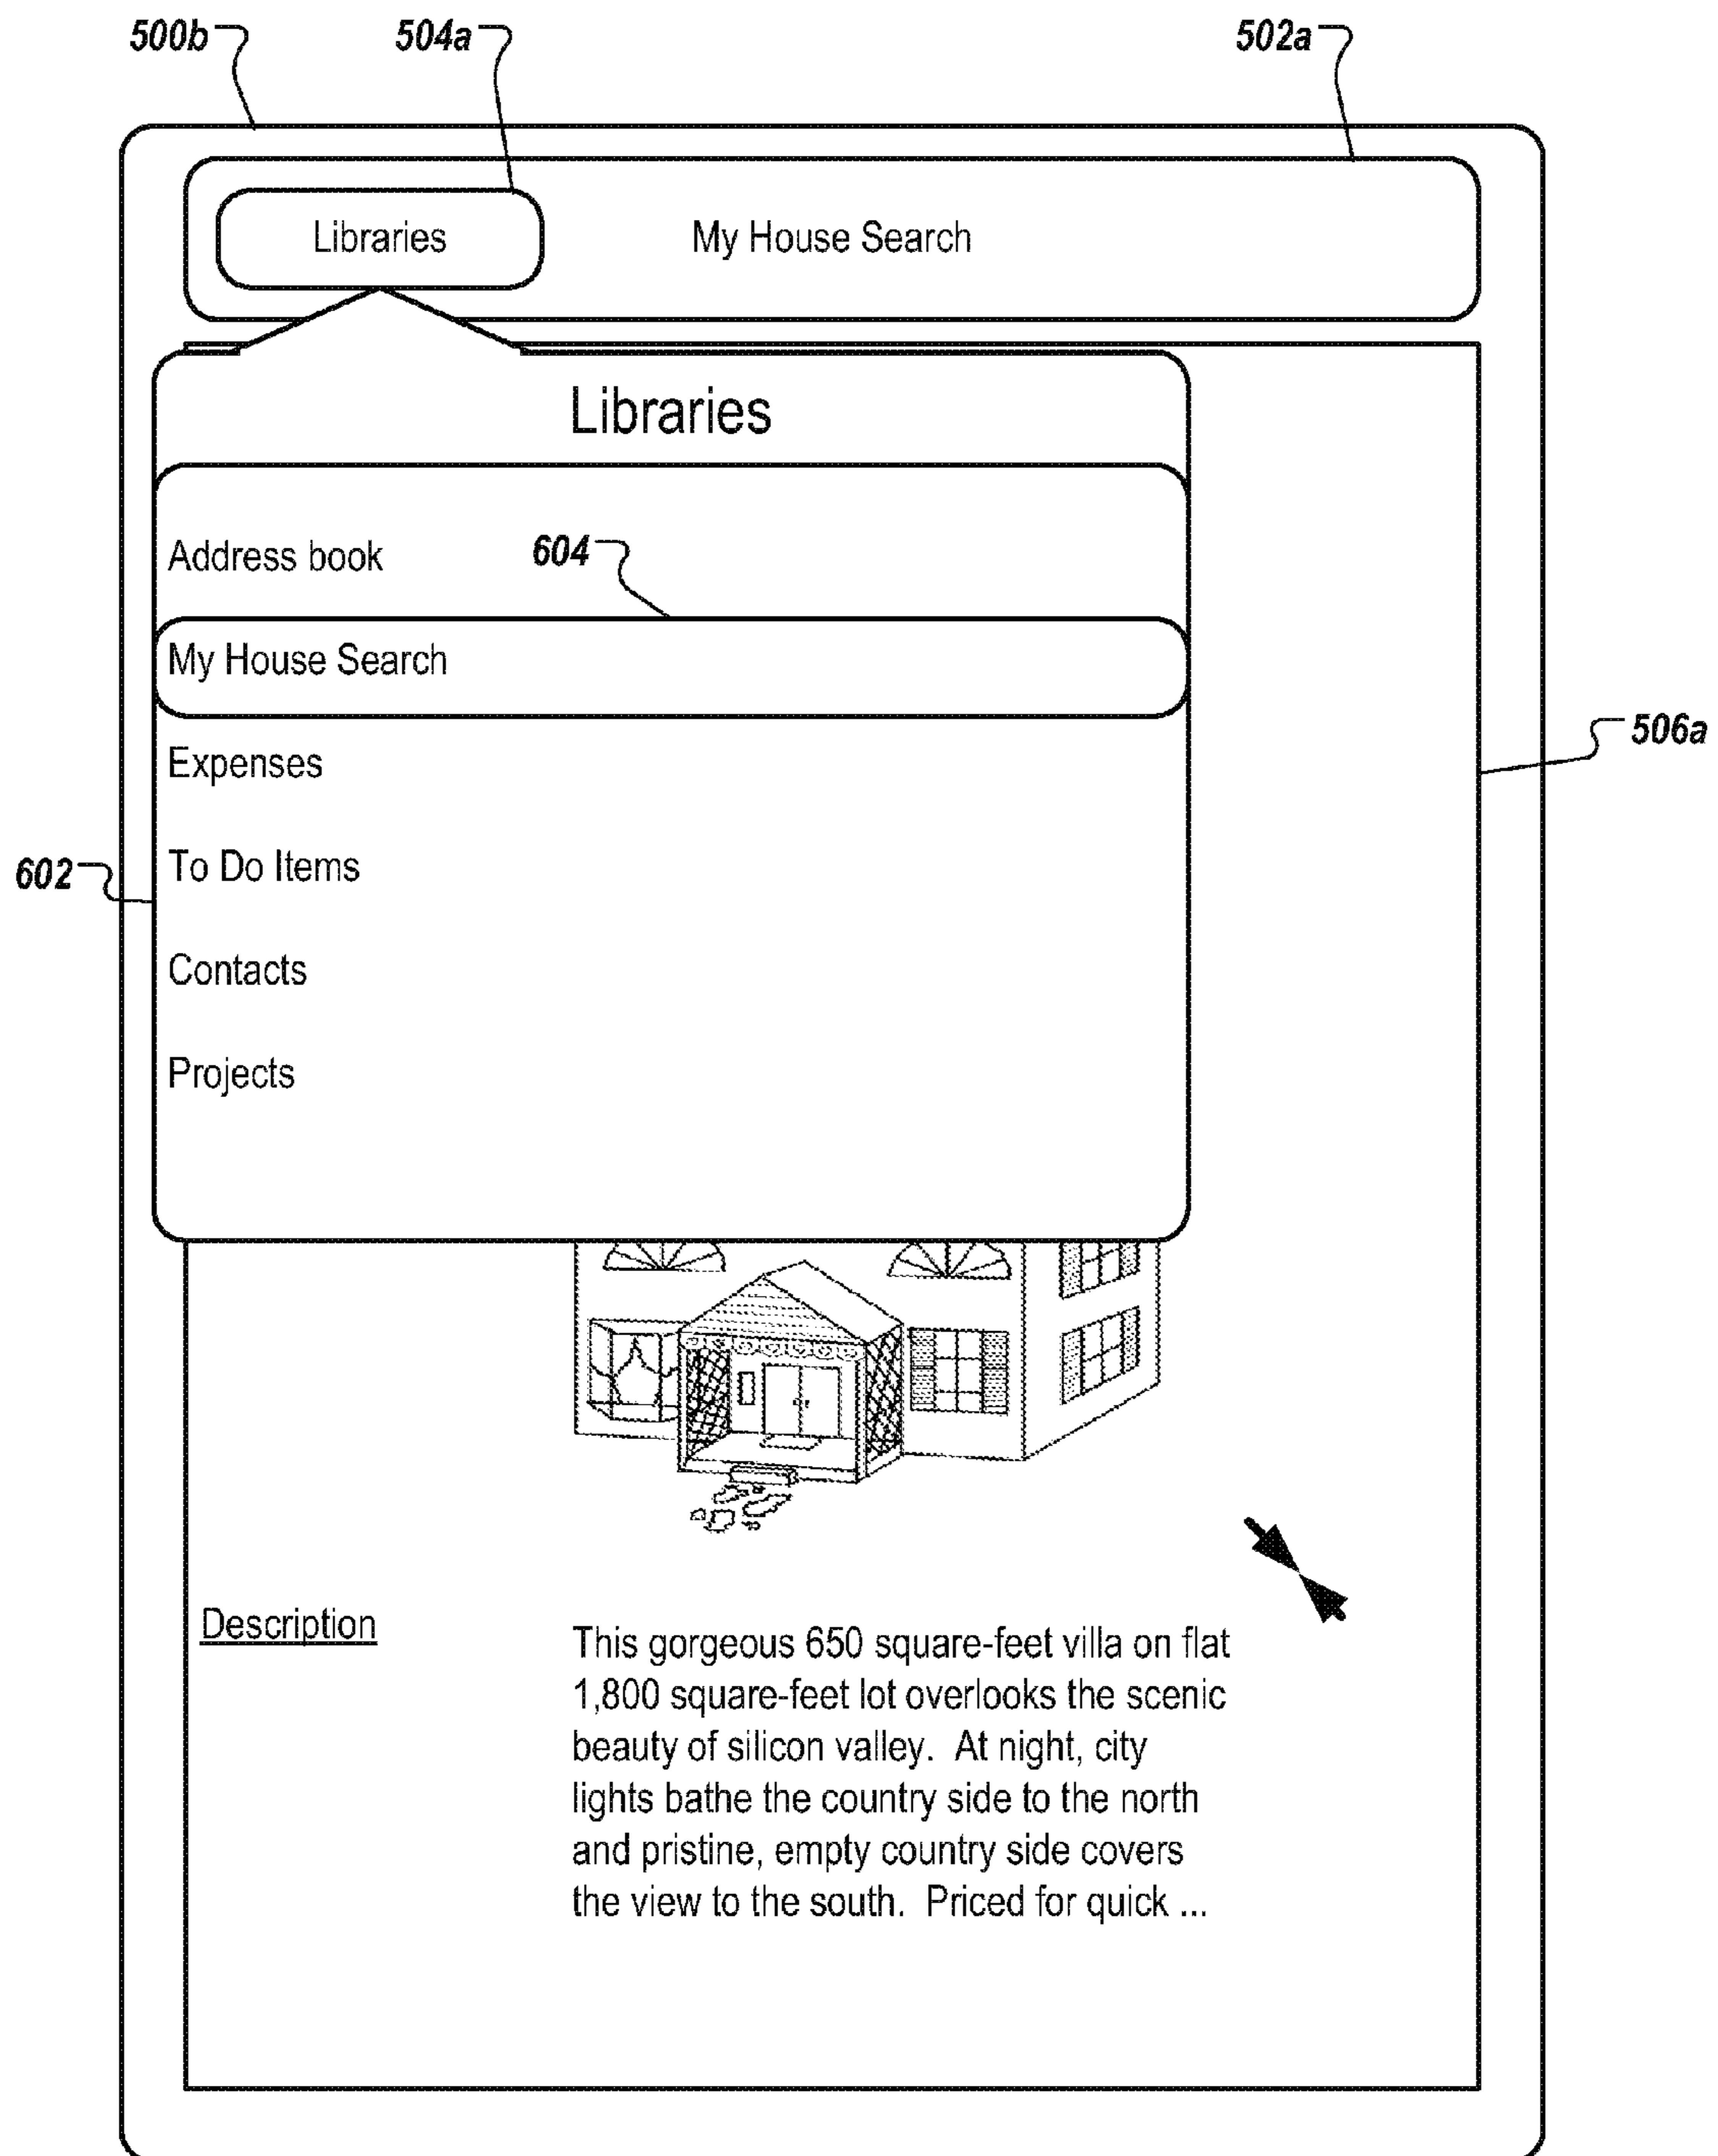 500b 504a 502a
Libraries My House Search
Libraries
Address book 604
My House Search
506a
Expenses
602 To Do Items
Contacts
Projects
Description
This gorgeous 650 square-feet villa on flat
1,800 square-feet lot overlooks the scenic
beauty of silicon valley. At night, city
lights bathe the country side to the north
and pristine, empty country side covers
the view to the south. Priced for quick ...